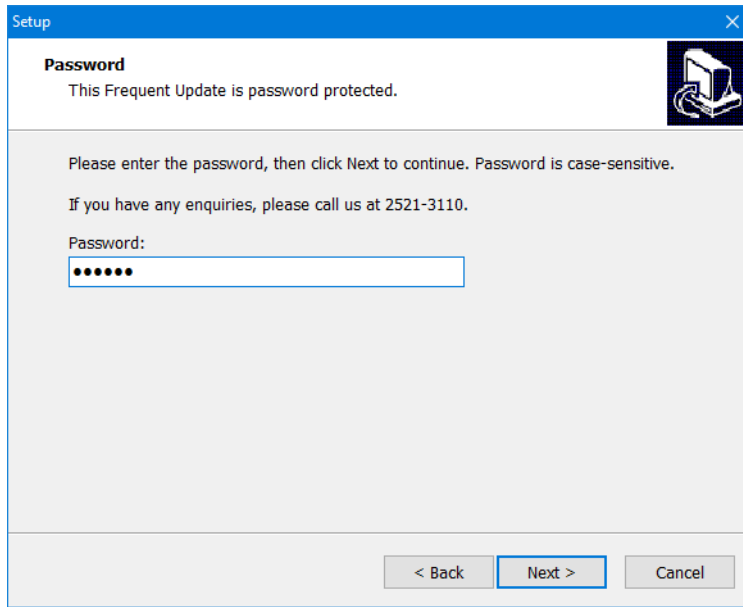 Setup
Password
This Frequent Update is password protected.
Please enter the password, then click Next to continue. Password is case-sensitive.
If you have any enquiries, please call us at 2521-3110.
Password:
••••••
< Back
Next >
Cancel